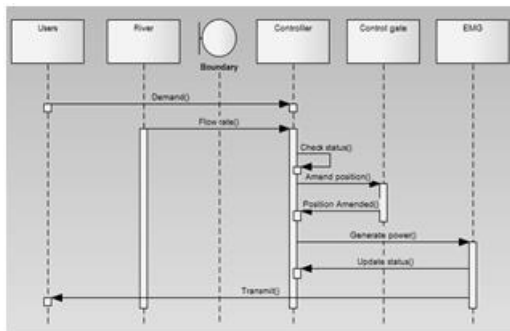 Users
River
Boundary
Controller
Control gate
EMG
Demand()
Flow rate()
Check status()
Amend position()
Position Amended()
Generate power()
Update status()
Transmit()